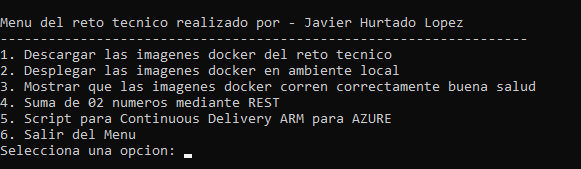 Menu del reto tecnico realizado por - Javier Hurtado Lopez
----------------------------------------------------------------
1. Descargar las imagenes docker del reto tecnico
2. Desplegar las imagenes docker en ambiente local
3. Mostrar que las imagenes docker corren correctamente buena salud
4. Suma de 02 numeros mediante REST
5. Script para Continuous Delivery ARM para AZURE
6. Salir del Menu
Selecciona una opcion: _